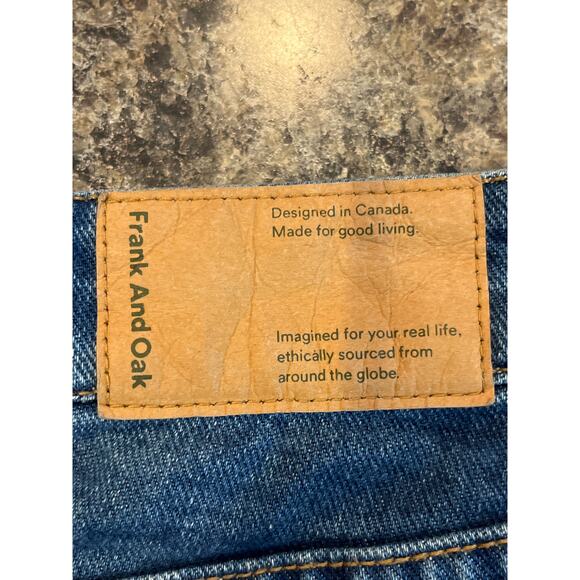 Frank And Oak
Designed in Canada.
Made for good living.
Imagined for your real life,
ethically sourced from
around the globe.